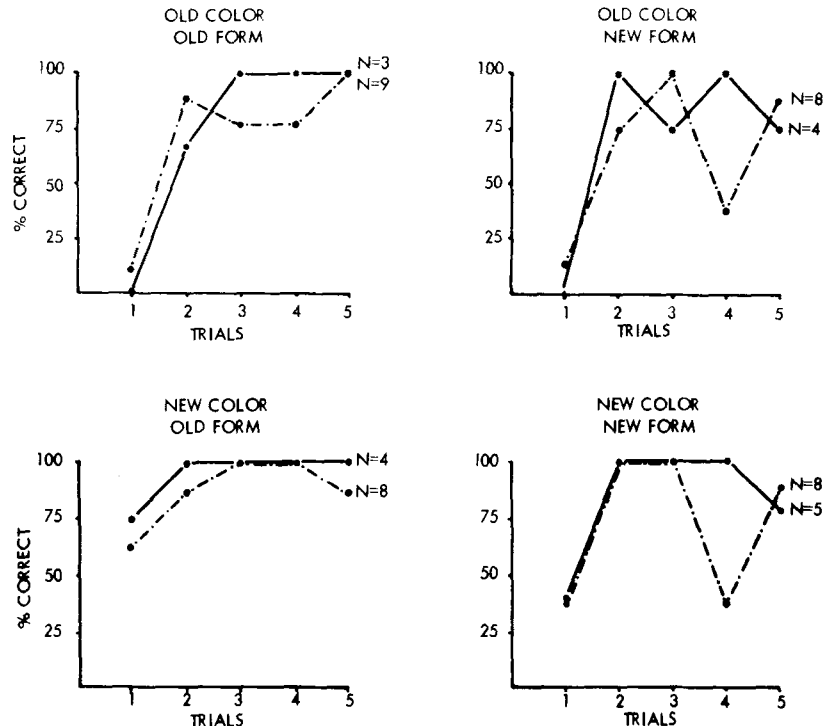 OLD COLOR
OLD FORM
% CORRECT
100
75
50
25
N=3
N=9
1 2 3 4 5
TRIALS
OLD COLOR
NEW FORM
100
75
50
25
N=8
N=4
1 2 3 4 5
TRIALS
NEW COLOR
OLD FORM
% CORRECT
100
75
50
25
N=4
N=8
1 2 3 4 5
TRIALS
NEW COLOR
NEW FORM
100
75
50
25
N=8
N=5
1 2 3 4 5
TRIALS